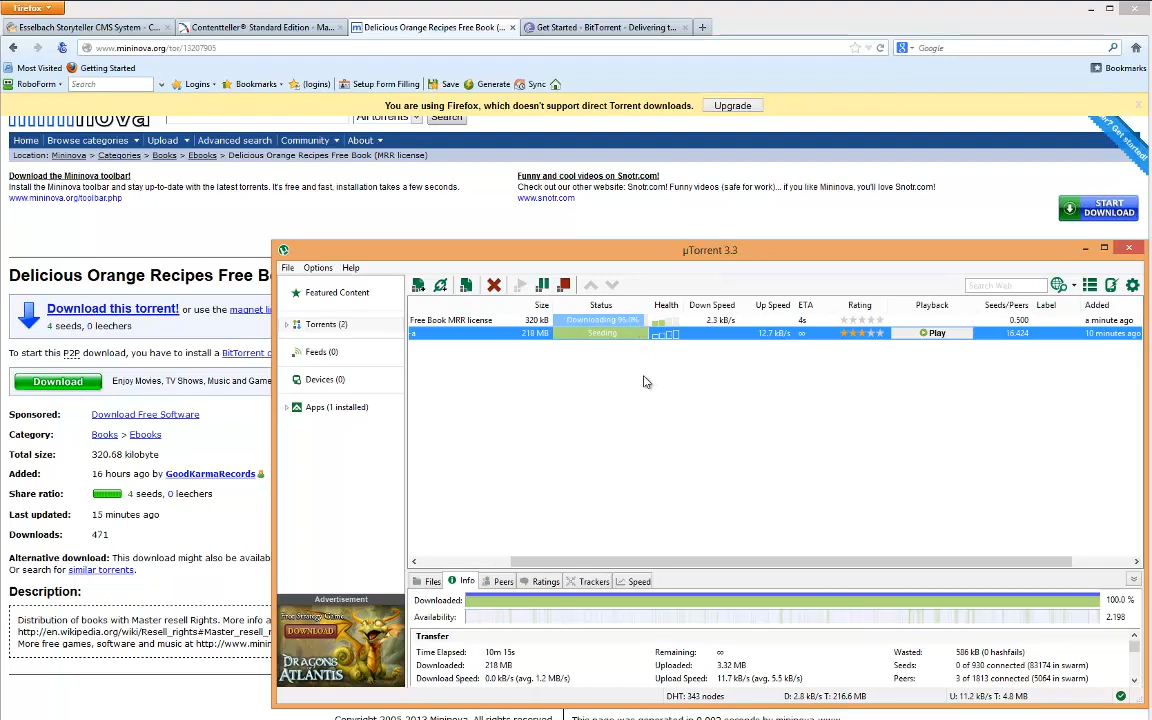 Firefox
Esselbach Storyteller CMS System - C...
Contentteller® Standard Edition - Ma...
Delicious Orange Recipes Free Book (...
Get Started - BitTorrent - Delivering t...
www.mininova.org/tor/13207905
Google
Most Visited
Getting Started
Bookmarks
RoboForm
Search
Logins
Bookmarks
(logins)
Setup Form Filling
Save
Generate
Sync
You are using Firefox, which doesn't support direct Torrent downloads.
Upgrade
mininova
All torrents
Search
Home
Browse categories
Upload
Advanced search
Community
About
Get started!
Location: Mininova > Categories > Books > Ebooks > Delicious Orange Recipes Free Book (MRR license)
Download the Mininova toolbar!
Install the Mininova toolbar and stay up-to-date with the latest torrents. It's free and fast, installation takes a few seconds.
www.mininova.org/toolbar.php
Funny and cool videos on Snotr.com!
Check out our other website: Snotr.com! Funny videos (safe for work)... if you like Mininova, you'll love Snotr.com!
www.snotr.com
START
DOWNLOAD
Delicious Orange Recipes Free B
Download this torrent! or use the magnet li
4 seeds, 0 leechers
To start this P2P download, you have to install a BitTorrent c
Download
Enjoy Movies, TV Shows, Music and Game
Sponsored: Download Free Software
Category: Books > Ebooks
Total size: 320.68 kilobyte
Added: 16 hours ago by GoodKarmaRecords
Share ratio: 4 seeds, 0 leechers
Last updated: 15 minutes ago
Downloads: 471
Alternative download: This download might also be availab
Or search for similar torrents.
Description:
Distribution of books with Master resell Rights. More info a
http://en.wikipedia.org/wiki/Resell_rights#Master_resell_r
More free games, software and music at http://www.minin
µTorrent 3.3
File
Options
Help
Search Web
Featured Content
Torrents (2)
Feeds (0)
Devices (0)
Apps (1 installed)
Size
Status
Health
Down Speed
Up Speed
ETA
Rating
Playback
Seeds/Peers
Label
Added
Free Book MRR license
320 kB
Downloading 95.0%
2.3 kB/s
4s
0.500
a minute ago
-a
218 MB
Seeding
12.7 kB/s
∞
Play
16.424
10 minutes ago
Files
Info
Peers
Ratings
Trackers
Speed
Downloaded:
100.0 %
Availability:
2.198
Transfer
Time Elapsed: 10m 15s
Remaining: ∞
Wasted: 586 kB (0 hashfails)
Downloaded: 218 MB
Uploaded: 3.32 MB
Seeds: 0 of 930 connected (83174 in swarm)
Download Speed: 0.0 kB/s (avg. 1.2 MB/s)
Upload Speed: 11.7 kB/s (avg. 5.5 kB/s)
Peers: 3 of 1813 connected (5064 in swarm)
Advertisement
Free Strategy Game
DOWNLOAD
DRAGONS
ATLANTIS
DHT: 343 nodes
D: 2.8 kB/s T: 216.6 MB
U: 11.2 kB/s T: 4.8 MB
Copyright 2005-2013 Mininova. All rights reserved.
This page was generated in 0.002 seconds by mininova-www